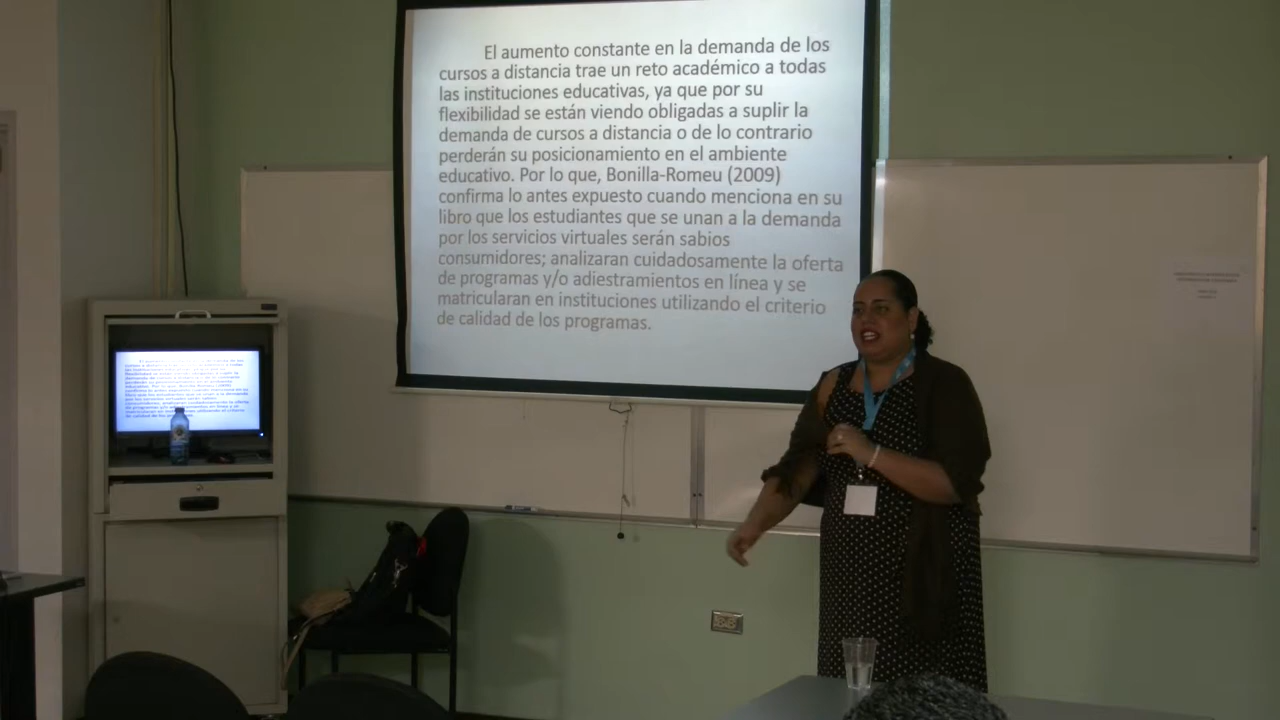 El aumento constante en la demanda de los
cursos a distancia trae un reto académico a todas
las instituciones educativas, ya que por su
flexibilidad se están viendo obligadas a suplir la
demanda de cursos a distancia o de lo contrario
perderán su posicionamiento en el ambiente
educativo. Por lo que, Bonilla-Romeu (2009)
confirma lo antes expuesto cuando menciona en su
libro que los estudiantes que se unan a la demanda
por los servicios virtuales serán sabios
consumidores; analizaran cuidadosamente la oferta
de programas y/o adiestramientos en línea y se
matricularan en instituciones utilizando el criterio
de calidad de los programas.